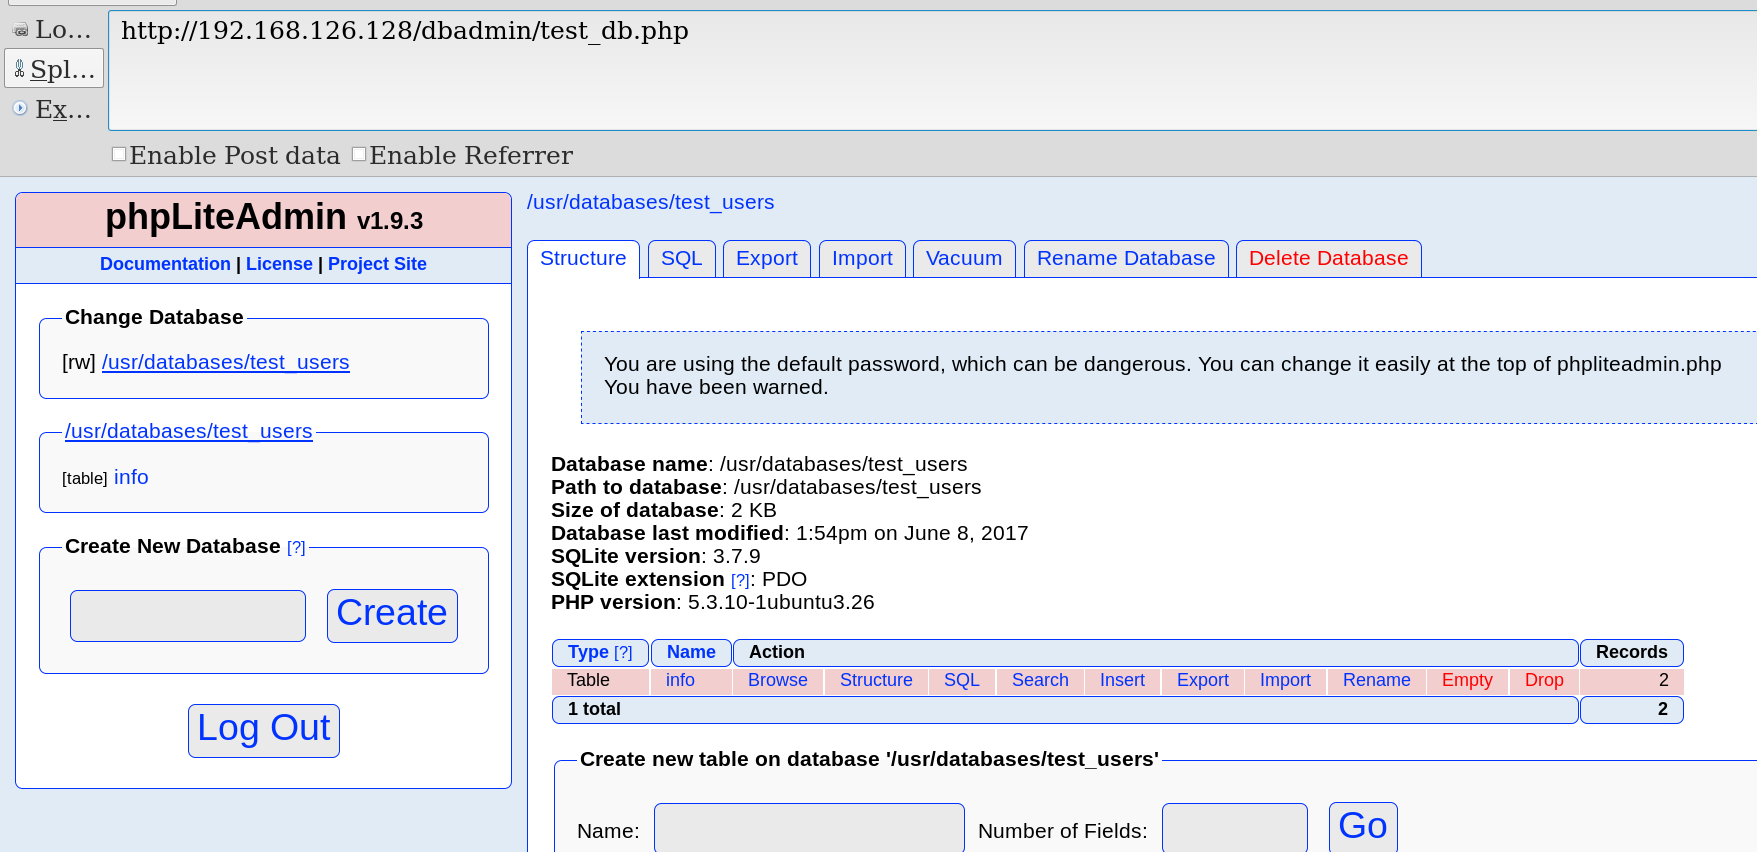 Lo...
http://192.168.126.128/dbadmin/test_db.php
Spl...
Ex...
Enable Post data Enable Referrer
phpLiteAdmin v1.9.3
Documentation | License | Project Site
Change Database
[rw] /usr/databases/test_users
/usr/databases/test_users
[table] info
Create New Database [?]
Create
Log Out
/usr/databases/test_users
Structure SQL Export Import Vacuum Rename Database Delete Database
You are using the default password, which can be dangerous. You can change it easily at the top of phpliteadmin.php
You have been warned.
Database name: /usr/databases/test_users
Path to database: /usr/databases/test_users
Size of database: 2 KB
Database last modified: 1:54pm on June 8, 2017
SQLite version: 3.7.9
SQLite extension [?]: PDO
PHP version: 5.3.10-1ubuntu3.26
Type [?] Name Action Records
Table info Browse Structure SQL Search Insert Export Import Rename Empty Drop 2
1 total 2
Create new table on database '/usr/databases/test_users'
Name: Number of Fields: Go